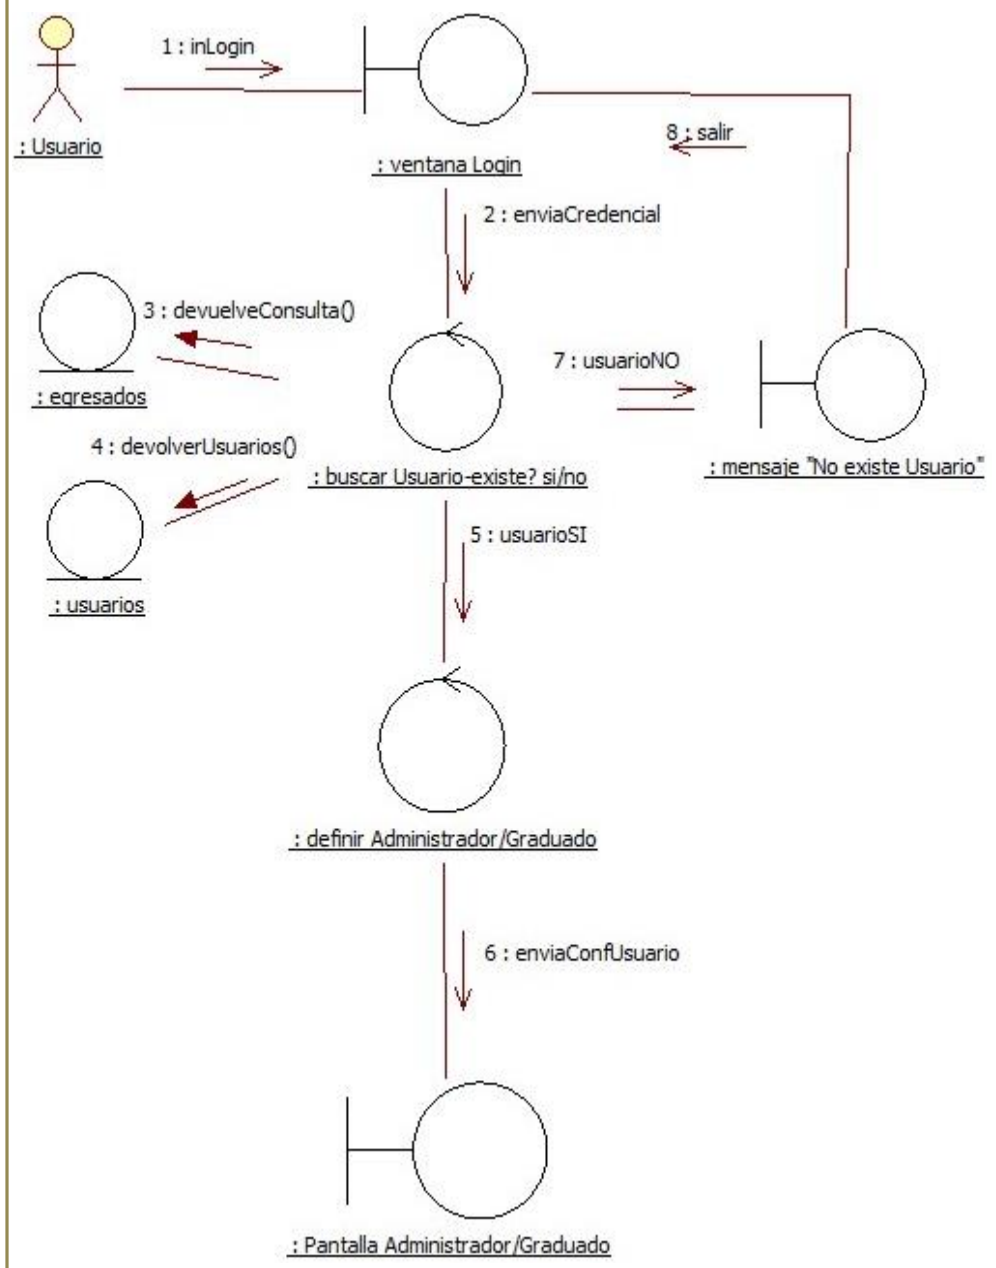 1 : inLogin
: Usuario
8 : salir
: ventana Login
2 : enviaCredencial
3 : devuelveConsulta()
7 : usuarioNO
: egresados
4 : devolverUsuarios()
: buscar Usuario-existe? si/no
: mensaje "No existe Usuario"
5 : usuarioSI
: usuarios
: definir Administrador/Graduado
6 : enviaConfUsuario
: Pantalla Administrador/Graduado